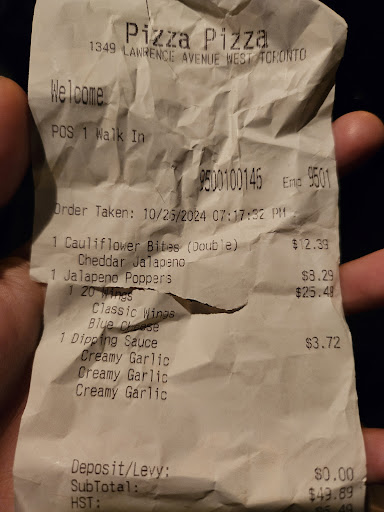 Pizza Pizza
1349 LAWRENCE AVENUE WEST TORONTO
Welcome
POS 1 Walk In
Emp 9501
Order Taken: 10/25/2024 07:17:32 PM
1 Cauliflower Bites (Double) $12.39
Cheddar Jalapeno
1 Jalapeno Poppers $8.29
1 20 Wings $25.49
Classic Wings
Blue Cheese
1 Dipping Sauce $3.72
Creamy Garlic
Creamy Garlic
Creamy Garlic
Deposit/Levy: $0.00
SubTotal: $49.89
HST: